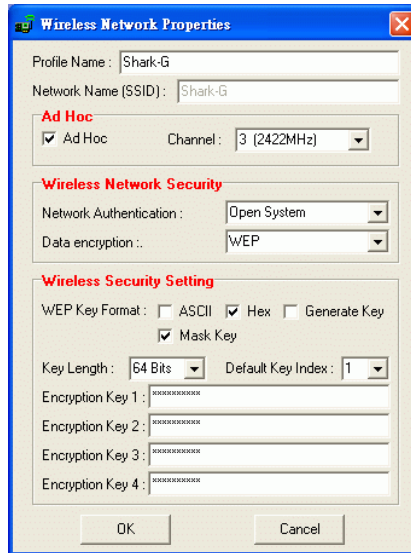 Wireless Network Properties
Profile Name : Shark-G
Network Name (SSID) : Shark-G
Ad Hoc
Ad Hoc Channel : 3 (2422MHz)
Wireless Network Security
Network Authentication : Open System
Data encryption :. WEP
Wireless Security Setting
WEP Key Format : ASCII Hex Generate Key
Mask Key
Key Length : 64 Bits Default Key Index : 1
Encryption Key 1 : **********
Encryption Key 2 : **********
Encryption Key 3 : **********
Encryption Key 4 : **********
OK Cancel